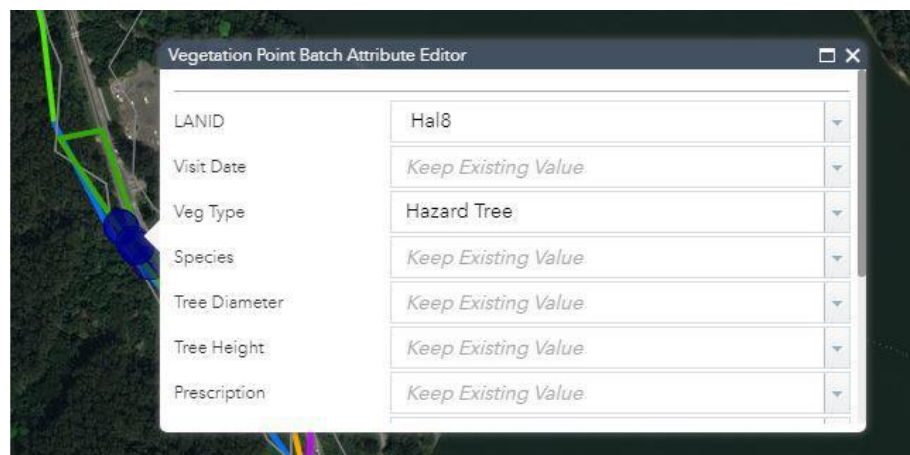 Vegetation Point Batch Attribute Editor
LANID Hal8
Visit Date Keep Existing Value
Veg Type Hazard Tree
Species Keep Existing Value
Tree Diameter Keep Existing Value
Tree Height Keep Existing Value
Prescription Keep Existing Value